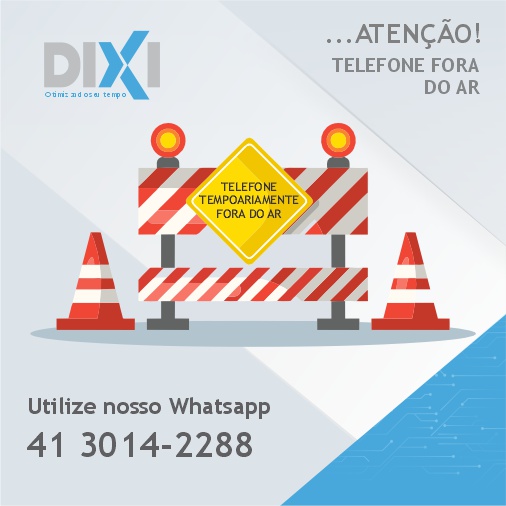 DIXI
Otimizado seu tempo
...ATENÇÃO!
TELEFONE FORA
DO AR
TELEFONE
TEMPOARIAMENTE
FORA DO AR
Utilize nosso Whatsapp
41 3014-2288